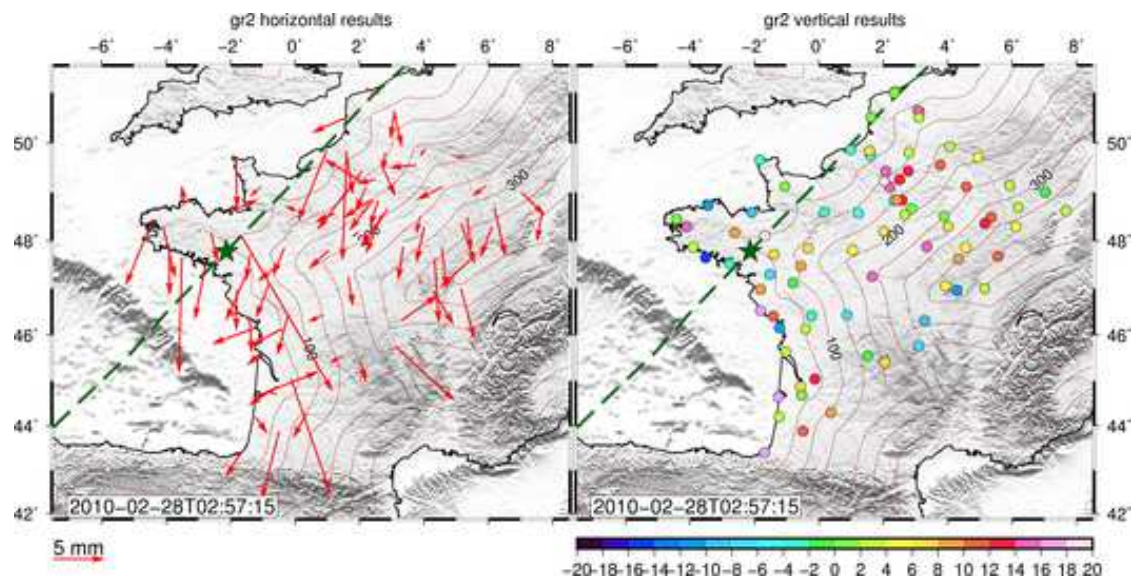 gr2 horizontal results
gr2 vertical results
−6˚ −4˚ −2˚ 0˚ 2˚ 4˚ 6˚ 8˚
−6˚ −4˚ −2˚ 0˚ 2˚ 4˚ 6˚ 8˚
50˚ 50˚
48˚ 48˚
46˚ 46˚
44˚ 44˚
42˚ 42˚
300
100
300
200
100
2010−02−28T02:57:15
2010−02−28T02:57:15
5 mm
−20−18−16−14−12−10 −8 −6 −4 −2 0 2 4 6 8 10 12 14 16 18 20